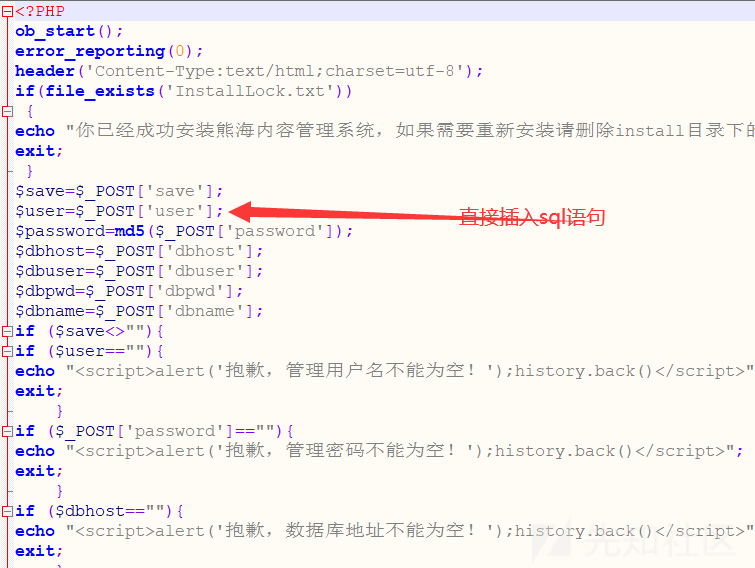 <?PHP
ob_start();
error_reporting(0);
header('Content-Type:text/html;charset=utf-8');
if(file_exists('InstallLock.txt'))
{
echo "你已经成功安装熊海内容管理系统，如果需要重新安装请删除install目录下的
exit;
}
$save=$_POST['save'];
$user=$_POST['user'];
直接插入sql语句
$password=md5($_POST['password']);
$dbhost=$_POST['dbhost'];
$dbuser=$_POST['dbuser'];
$dbpwd=$_POST['dbpwd'];
$dbname=$_POST['dbname'];
if ($save<>""){
if ($user==""){
echo "<script>alert('抱歉，管理用户名不能为空！');history.back()</script>"
exit;
}
if ($_POST['password']==""){
echo "<script>alert('抱歉，管理密码不能为空！');history.back()</script>";
exit;
}
if ($dbhost==""){
echo "<script>alert('抱歉，数据库地址不能为空！');history.back()</script>"
exit;
先知社区